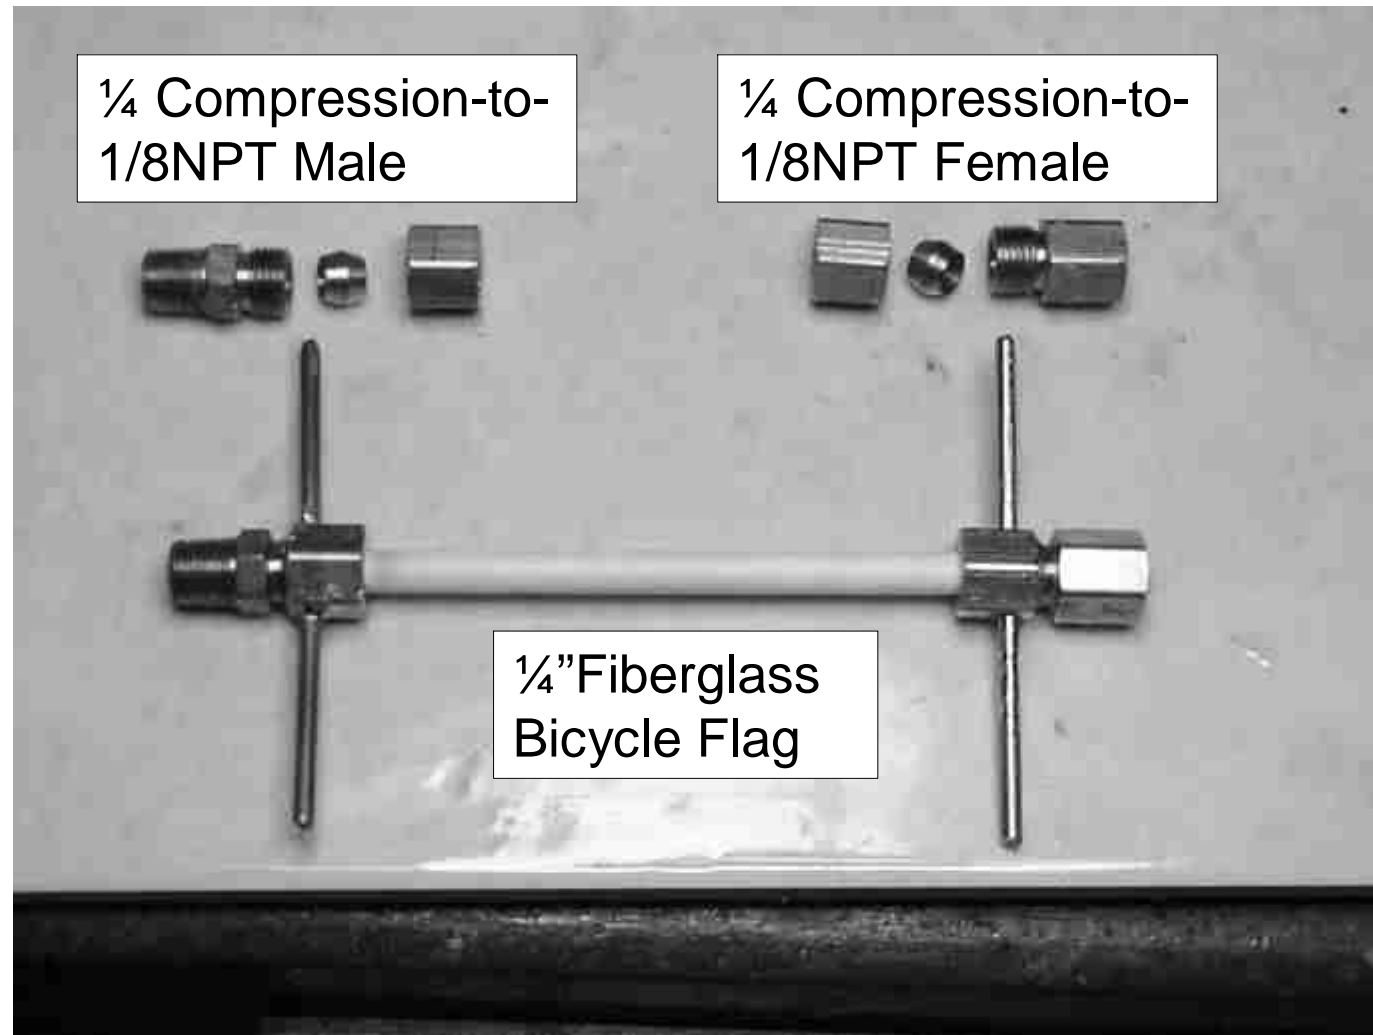 ¼ Compression-to-
1/8NPT Male
¼ Compression-to-
1/8NPT Female
¼”Fiberglass
Bicycle Flag